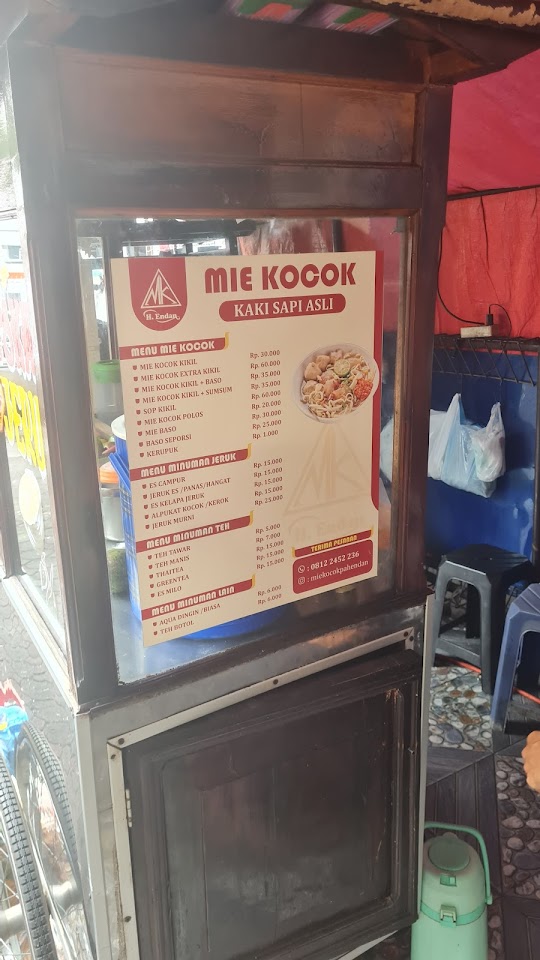 MIE KOCOK
KAKI SAPI ASLI
MK
H. Endan
MENU MIE KOCOK
MIE KOCOK KIKIL Rp. 30.000
MIE KOCOK EXTRA KIKIL Rp. 60.000
MIE KOCOK KIKIL + BASO Rp. 35.000
MIE KOCOK KIKIL + SUMSUM Rp. 35.000
SOP KIKIL Rp. 60.000
MIE KOCOK POLOS Rp. 20.000
MIE BASO Rp. 30.000
BASO SEPORSI Rp. 25.000
KERUPUK Rp. 1.000
MENU MINUMAN JERUK
ES CAMPUR Rp. 15.000
JERUK ES /PANAS/HANGAT Rp. 15.000
ES KELAPA JERUK Rp. 15.000
ALPUKAT KOCOK /KEROK Rp. 15.000
JERUK MURNI Rp. 25.000
MENU MINUMAN TEH
TEH TAWAR Rp. 5.000
TEH MANIS Rp. 7.000
THAITEA Rp. 15.000
GREENTEA Rp. 15.000
ES MILO Rp. 15.000
MENU MINUMAN LAIN
AQUA DINGIN /BIASA Rp. 6.000
TEH BOTOL Rp. 6.000
TERIMA PESANAN
: 0812 2452 236
: miekocokpahendan